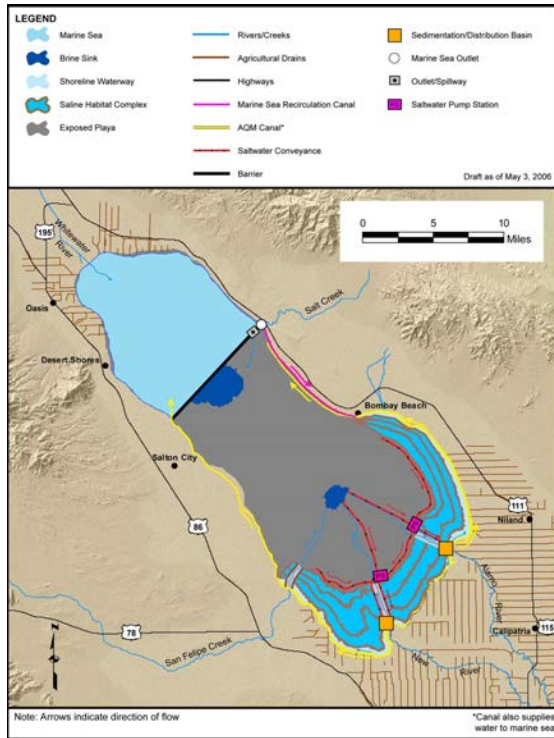 LEGEND
Marine Sea
Brine Sink
Shoreline Waterway
Saline Habitat Complex
Exposed Playa
Rivers/Creeks
Agricultural Drains
Highways
Marine Sea Recirculation Canal
AQM Canal*
Saltwater Conveyance
Barrier
Sedimentation/Distribution Basin
Marine Sea Outlet
Outlet/Spillway
PS Saltwater Pump Station
Draft as of May 3, 2006
0 5 10
Miles
195
Whitewater
River
Oasis
Salt Creek
Desert Shores
Bombay Beach
Salton City
86
111
Niland
PS
PS
Alamo
River
78
San Felipe Creek
New
River
Calipatria
115
N
Note: Arrows indicate direction of flow
*Canal also supplies
water to marine sea